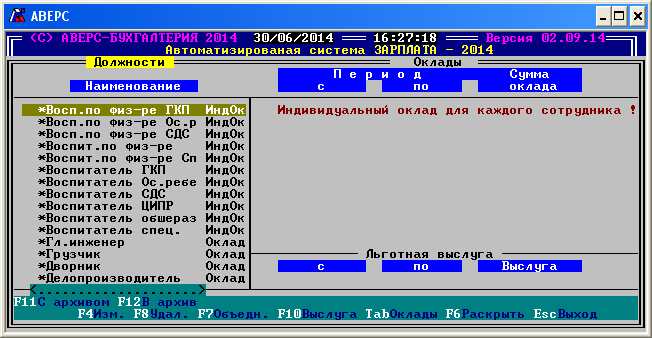 АВЕРС
(C) АВЕРС-БУХГАЛТЕРИЯ 2014 30/06/2014 16:27:18 Версия 02.09.14
Автоматизированая система ЗАРПЛАТА - 2014
Должности Оклады
Наименование Период Сумма
с по оклада
*Восп.по физ-ре ГКП ИндОк Индивидуальный оклад для каждого сотрудника !
*Восп.по физ-ре Ос.р ИндОк
*Восп.по физ-ре СДС ИндОк
*Воспит.по физ-ре ИндОк
*Воспит.по физ-ре Сп ИндОк
*Воспитатель ГКП ИндОк
*Воспитатель Ос.ребе ИндОк
*Воспитатель СДС ИндОк
*Воспитатель ЦИПР ИндОк
*Воспитатель обшераз ИндОк
*Воспитатель спец. ИндОк
*Гл.инженер Оклад
*Грузчик Оклад
Льготная выслуга
*Дворник Оклад
с по Выслуга
*Делопроизводитель Оклад
F11С архивом F12В архив
F4Изм. F8Удал. F7Объедн. F10Выслуга TabОклады F6Раскрыть EscВыход